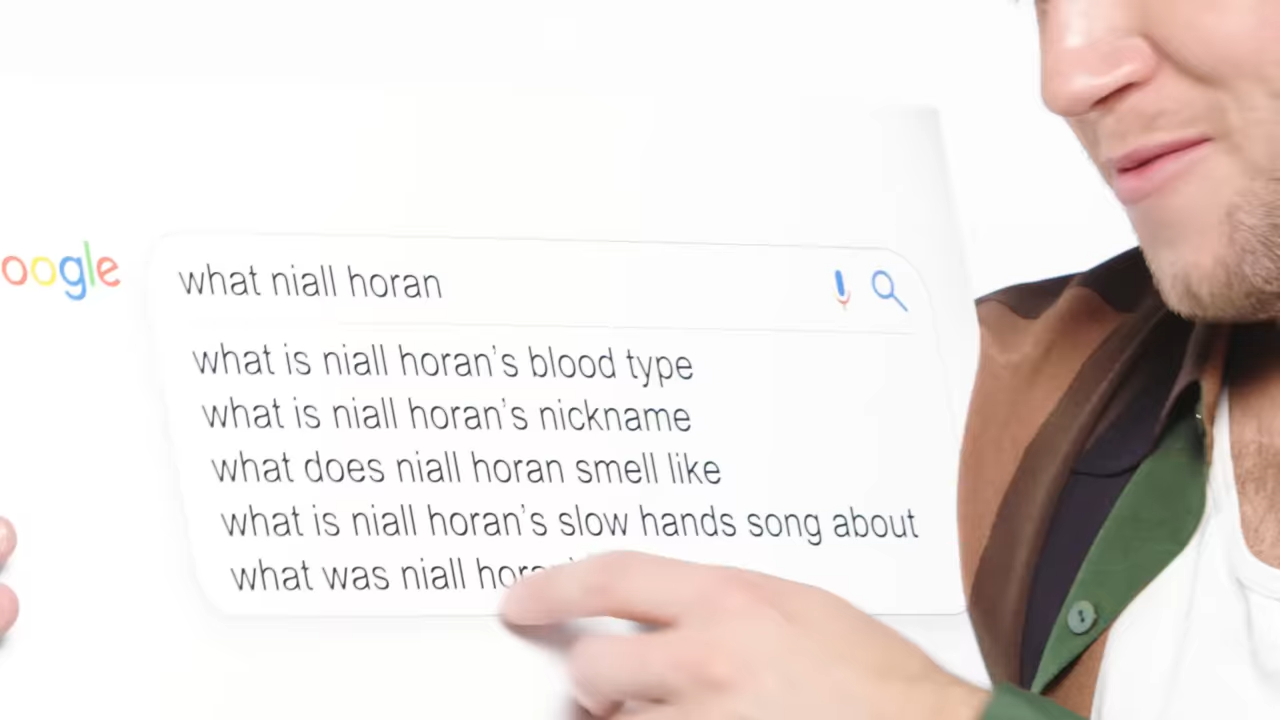 oogle
what niall horan
what is niall horan's blood type
what is niall horan's nickname
what does niall horan smell like
what is niall horan's slow hands song about
what was niall